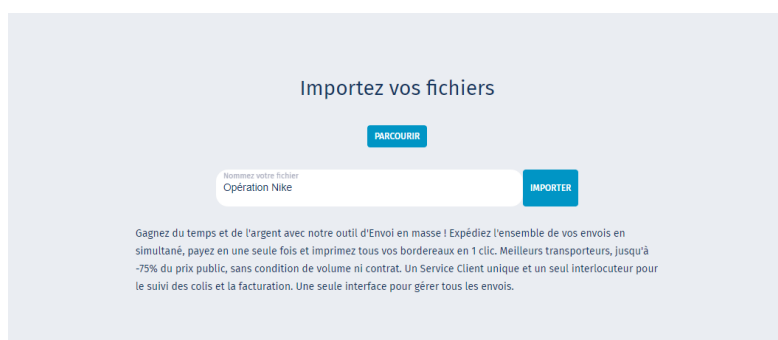 Importez vos fichiers
PARCOURIR
Nommez votre fichier
Opération Nike
IMPORTER
Gagnez du temps et de l'argent avec notre outil d'Envoi en masse ! Expédiez l'ensemble de vos envois en
simultané, payez en une seule fois et imprimez tous vos bordereaux en 1 clic. Meilleurs transporteurs, jusqu'à
-75% du prix public, sans condition de volume ni contrat. Un Service Client unique et un seul interlocuteur pour
le suivi des colis et la facturation. Une seule interface pour gérer tous les envois.